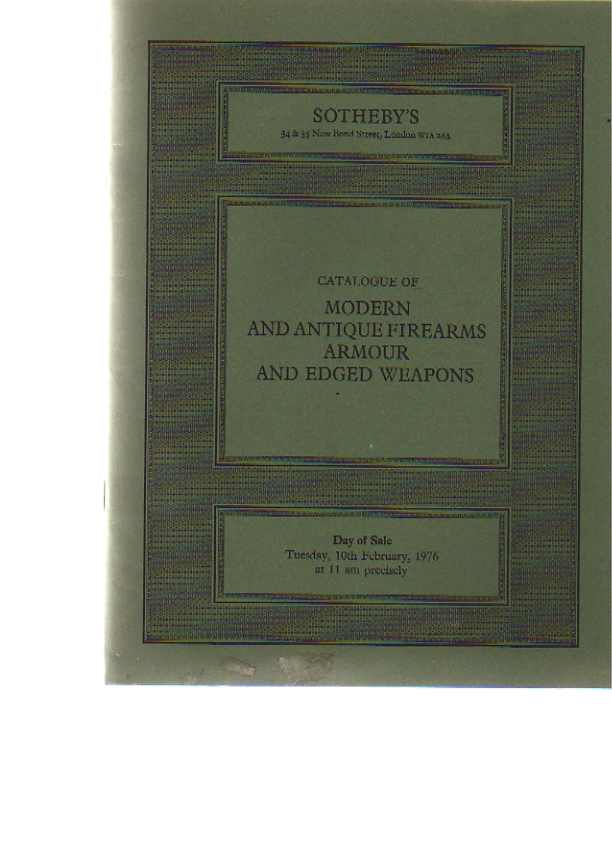 SOTHEBY'S
34 & 35 New Bond Street, London W1A 2AA
CATALOGUE OF
MODERN
AND ANTIQUE FIREARMS
ARMOUR
AND EDGED WEAPONS
Day of Sale
Tuesday, 10th February, 1976
at 11 am precisely